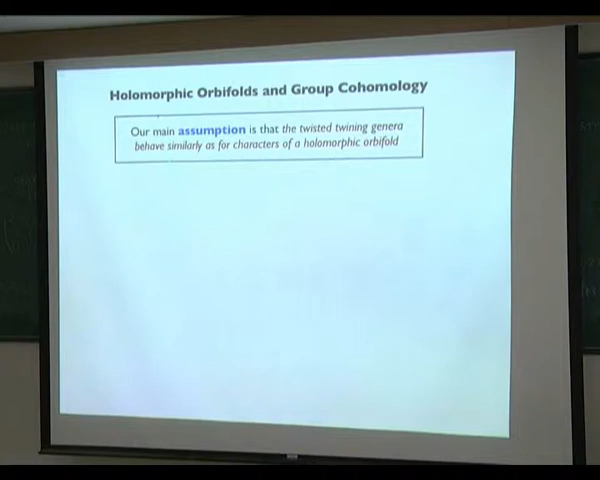 Holomorphic Orbifolds and Group Cohomology
Our main assumption is that the twisted twining genera
behave similarly as for characters of a holomorphic orbifold